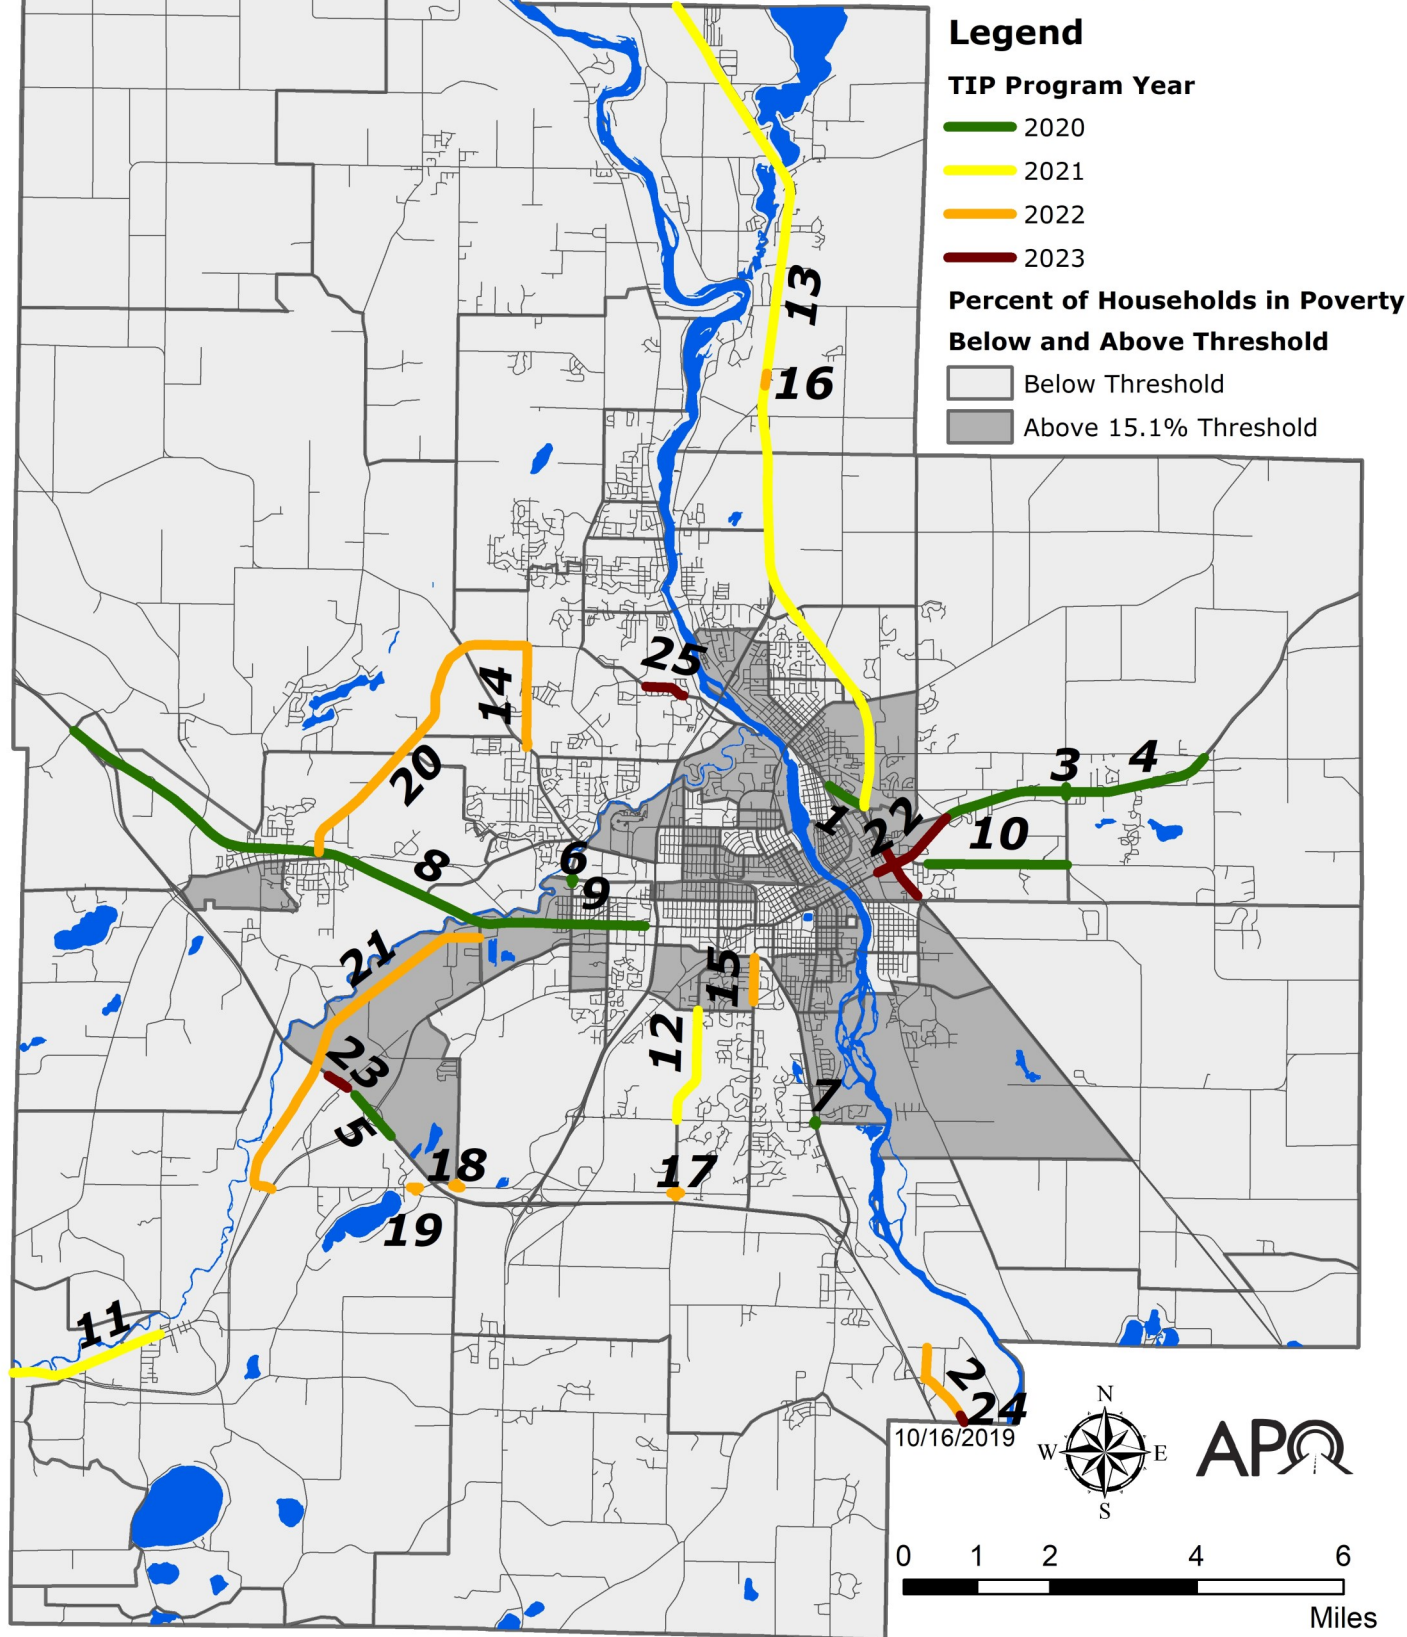 Legend
TIP Program Year
2020
2021
2022
2023
Percent of Households in Poverty
Below and Above Threshold
Below Threshold
Above 15.1% Threshold
13
16
25
14
20
3
4
1
22
10
8
6
9
21
15
12
23
7
5
18
17
19
11
2
24
10/16/2019
N
W
E
S
APO
0 1 2 4 6
Miles